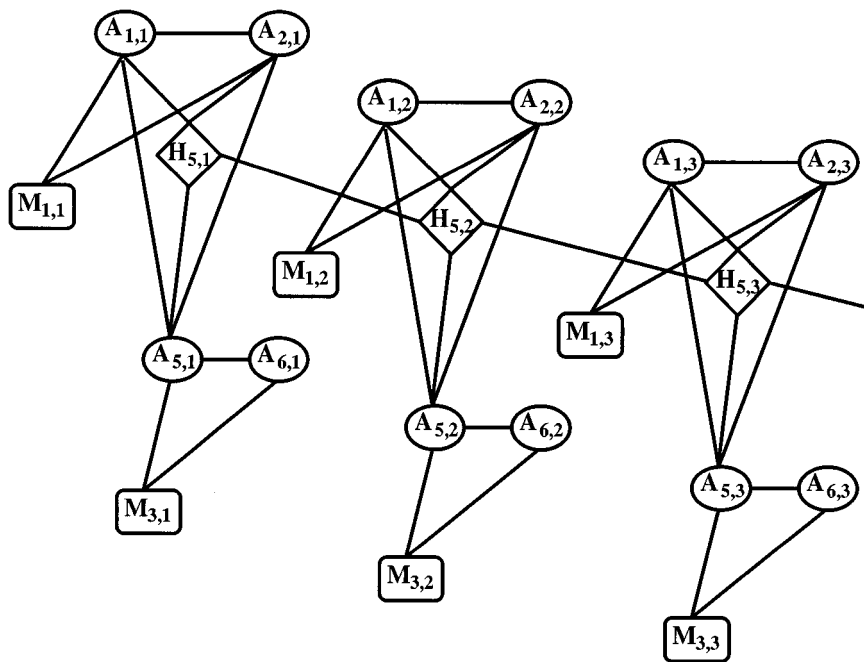 A1,1 A2,1
H5,1
M1,1
A5,1 A6,1
M3,1
A1,2 A2,2
H5,2
M1,2
A5,2 A6,2
M3,2
A1,3 A2,3
H5,3
M1,3
A5,3 A6,3
M3,3